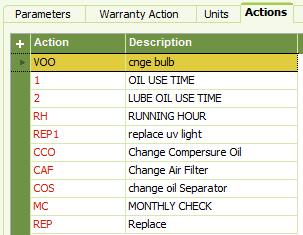 Parameters Warranty Action Units Actions
Action Description
VOO cnge bulb
1 OIL USE TIME
2 LUBE OIL USE TIME
RH RUNNING HOUR
REP1 replace uv light
CCO Change Compersure Oil
CAF Change Air Filter
COS change oil Separator
MC MONTHLY CHECK
REP Replace